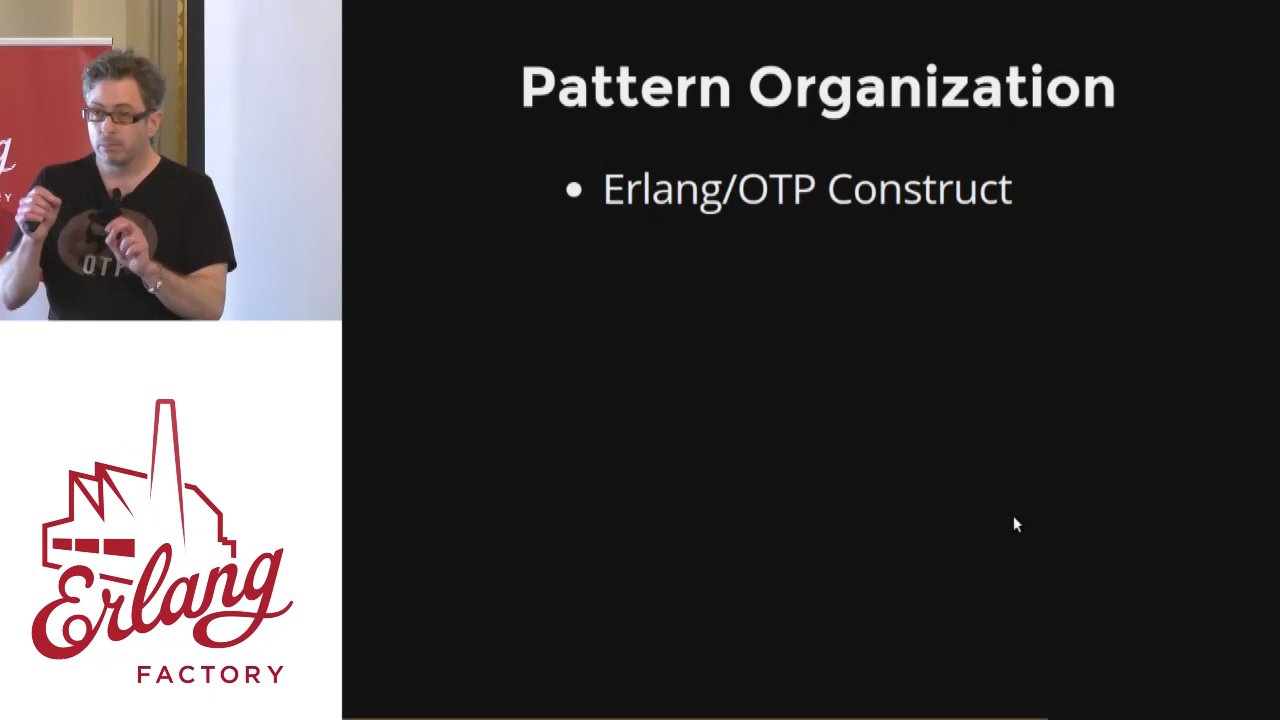 Pattern Organization
• Erlang/OTP Construct
OTP
Erlang
FACTORY